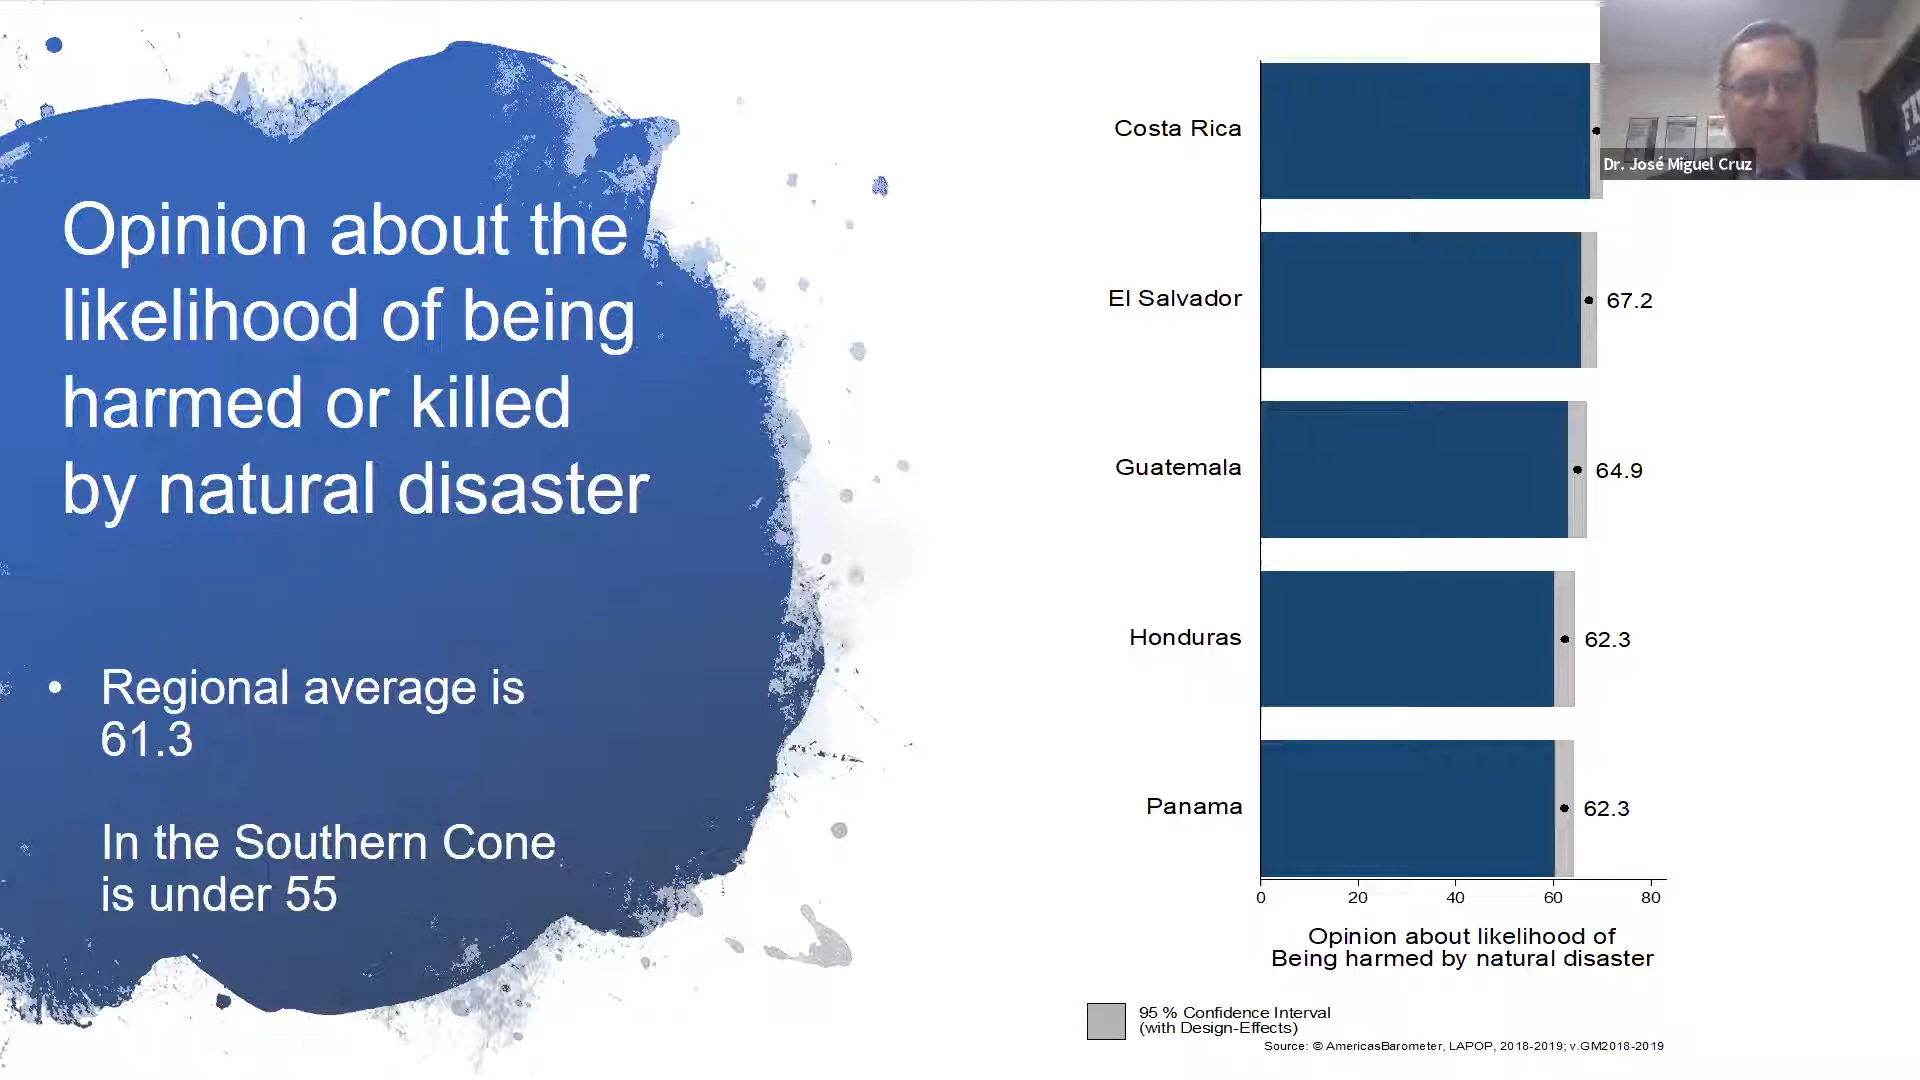 Opinion about the
likelihood of being
harmed or killed
by natural disaster
• Regional average is
61.3
In the Southern Cone
is under 55
Costa Rica
El Salvador
67.2
Guatemala
64.9
Honduras
62.3
Panama
62.3
0 20 40 60 80
Opinion about likelihood of
Being harmed by natural disaster
95 % Confidence Interval
(with Design-Effects)
Source: © AmericasBarometer, LAPOP, 2018-2019; v.GM2018-2019
Dr. José Miguel Cruz